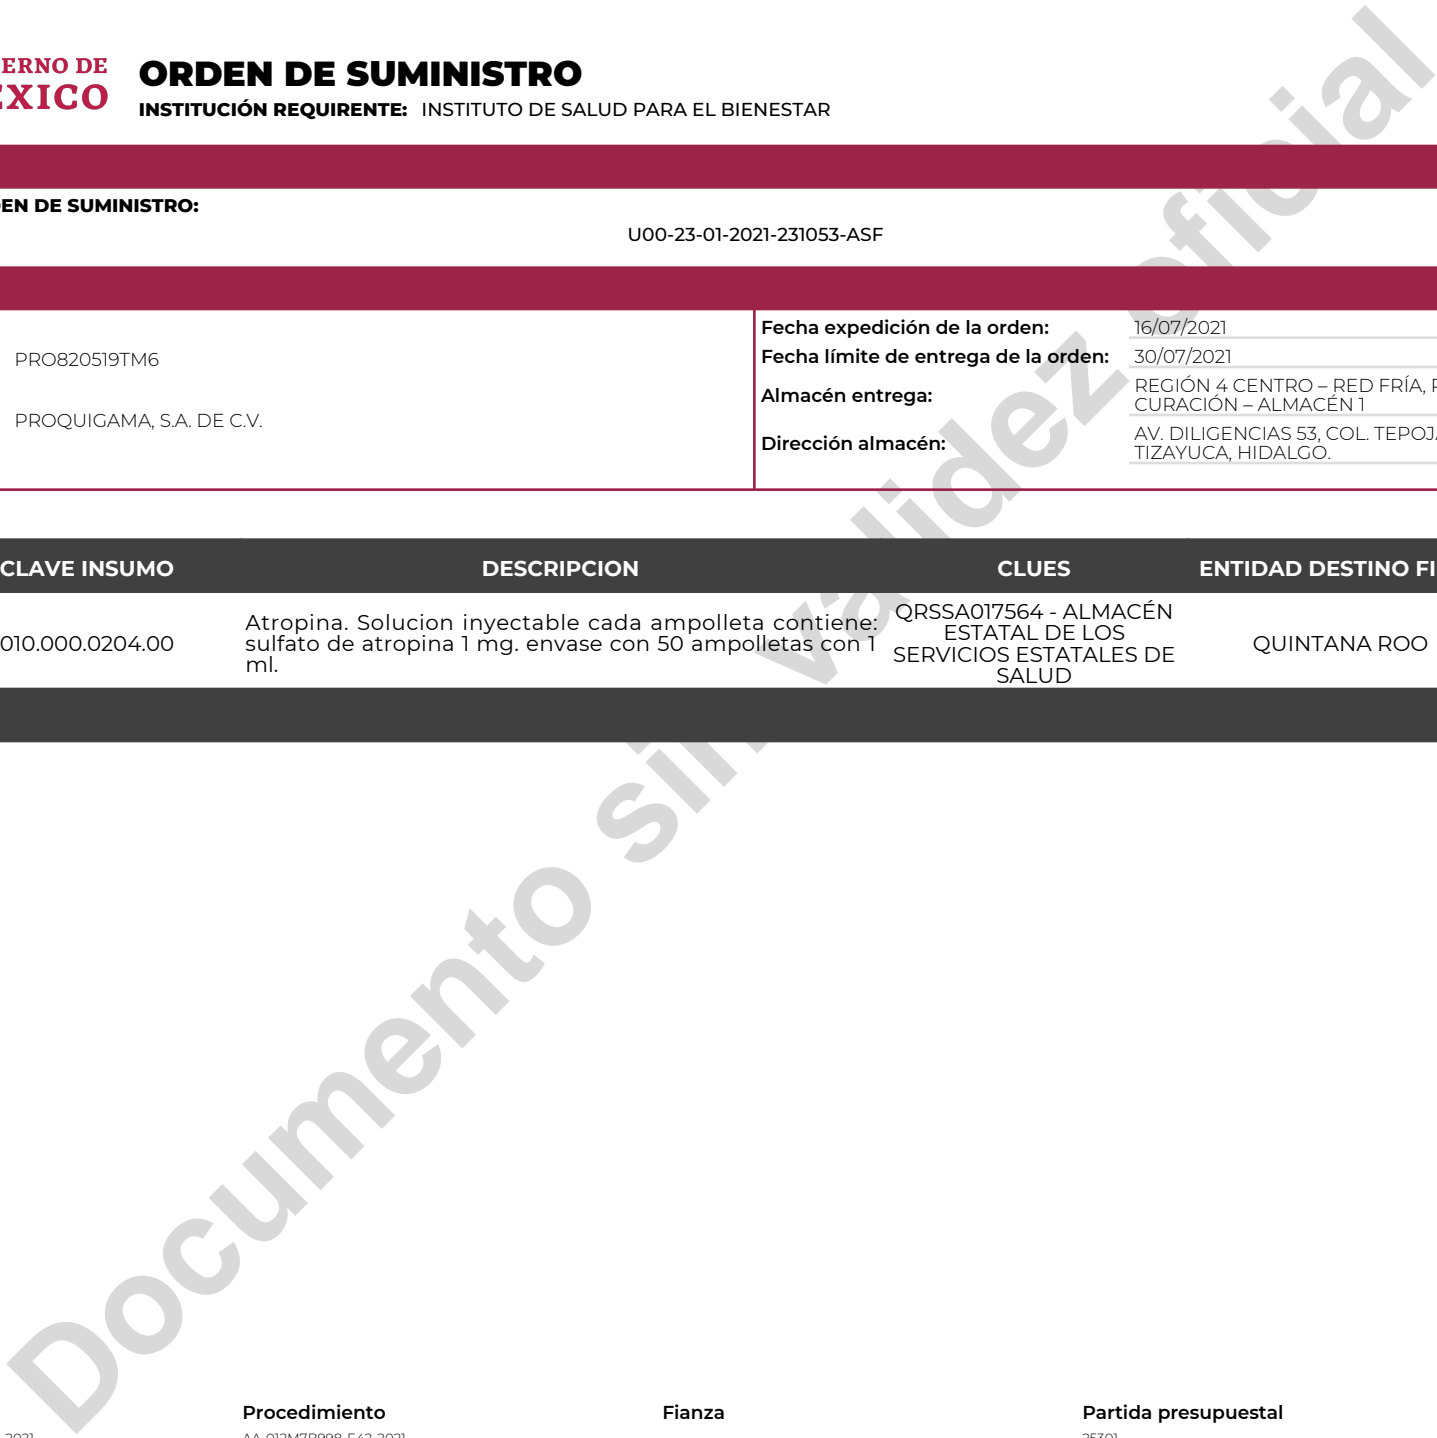 ERNO DE
ÉXICO
ORDEN DE SUMINISTRO
INSTITUCIÓN REQUIRENTE: INSTITUTO DE SALUD PARA EL BIENESTAR
EN DE SUMINISTRO:
U00-23-01-2021-231053-ASF
PRO820519TM6
PROQUIGAMA, S.A. DE C.V.
Fecha expedición de la orden: 16/07/2021
Fecha límite de entrega de la orden: 30/07/2021
Almacén entrega: REGIÓN 4 CENTRO – RED FRÍA,
CURACIÓN – ALMACÉN 1
Dirección almacén: AV. DILIGENCIAS 53, COL.
TIZAYUCA, HIDALGO.
CLAVE INSUMO DESCRIPCION CLUES ENTIDAD DESTINO FI
010.000.0204.00
Atropina. Solucion inyectable cada ampolleta contiene:
sulfato de atropina 1 mg. envase con 50 ampolletas con 1
ml.
QRSSA017564 - ALMACÉN
ESTATAL DE LOS
SERVICIOS ESTATALES DE
SALUD
QUINTANA ROO
Documento sin validez oficial
Procedimiento Fianza Partida presupuestal